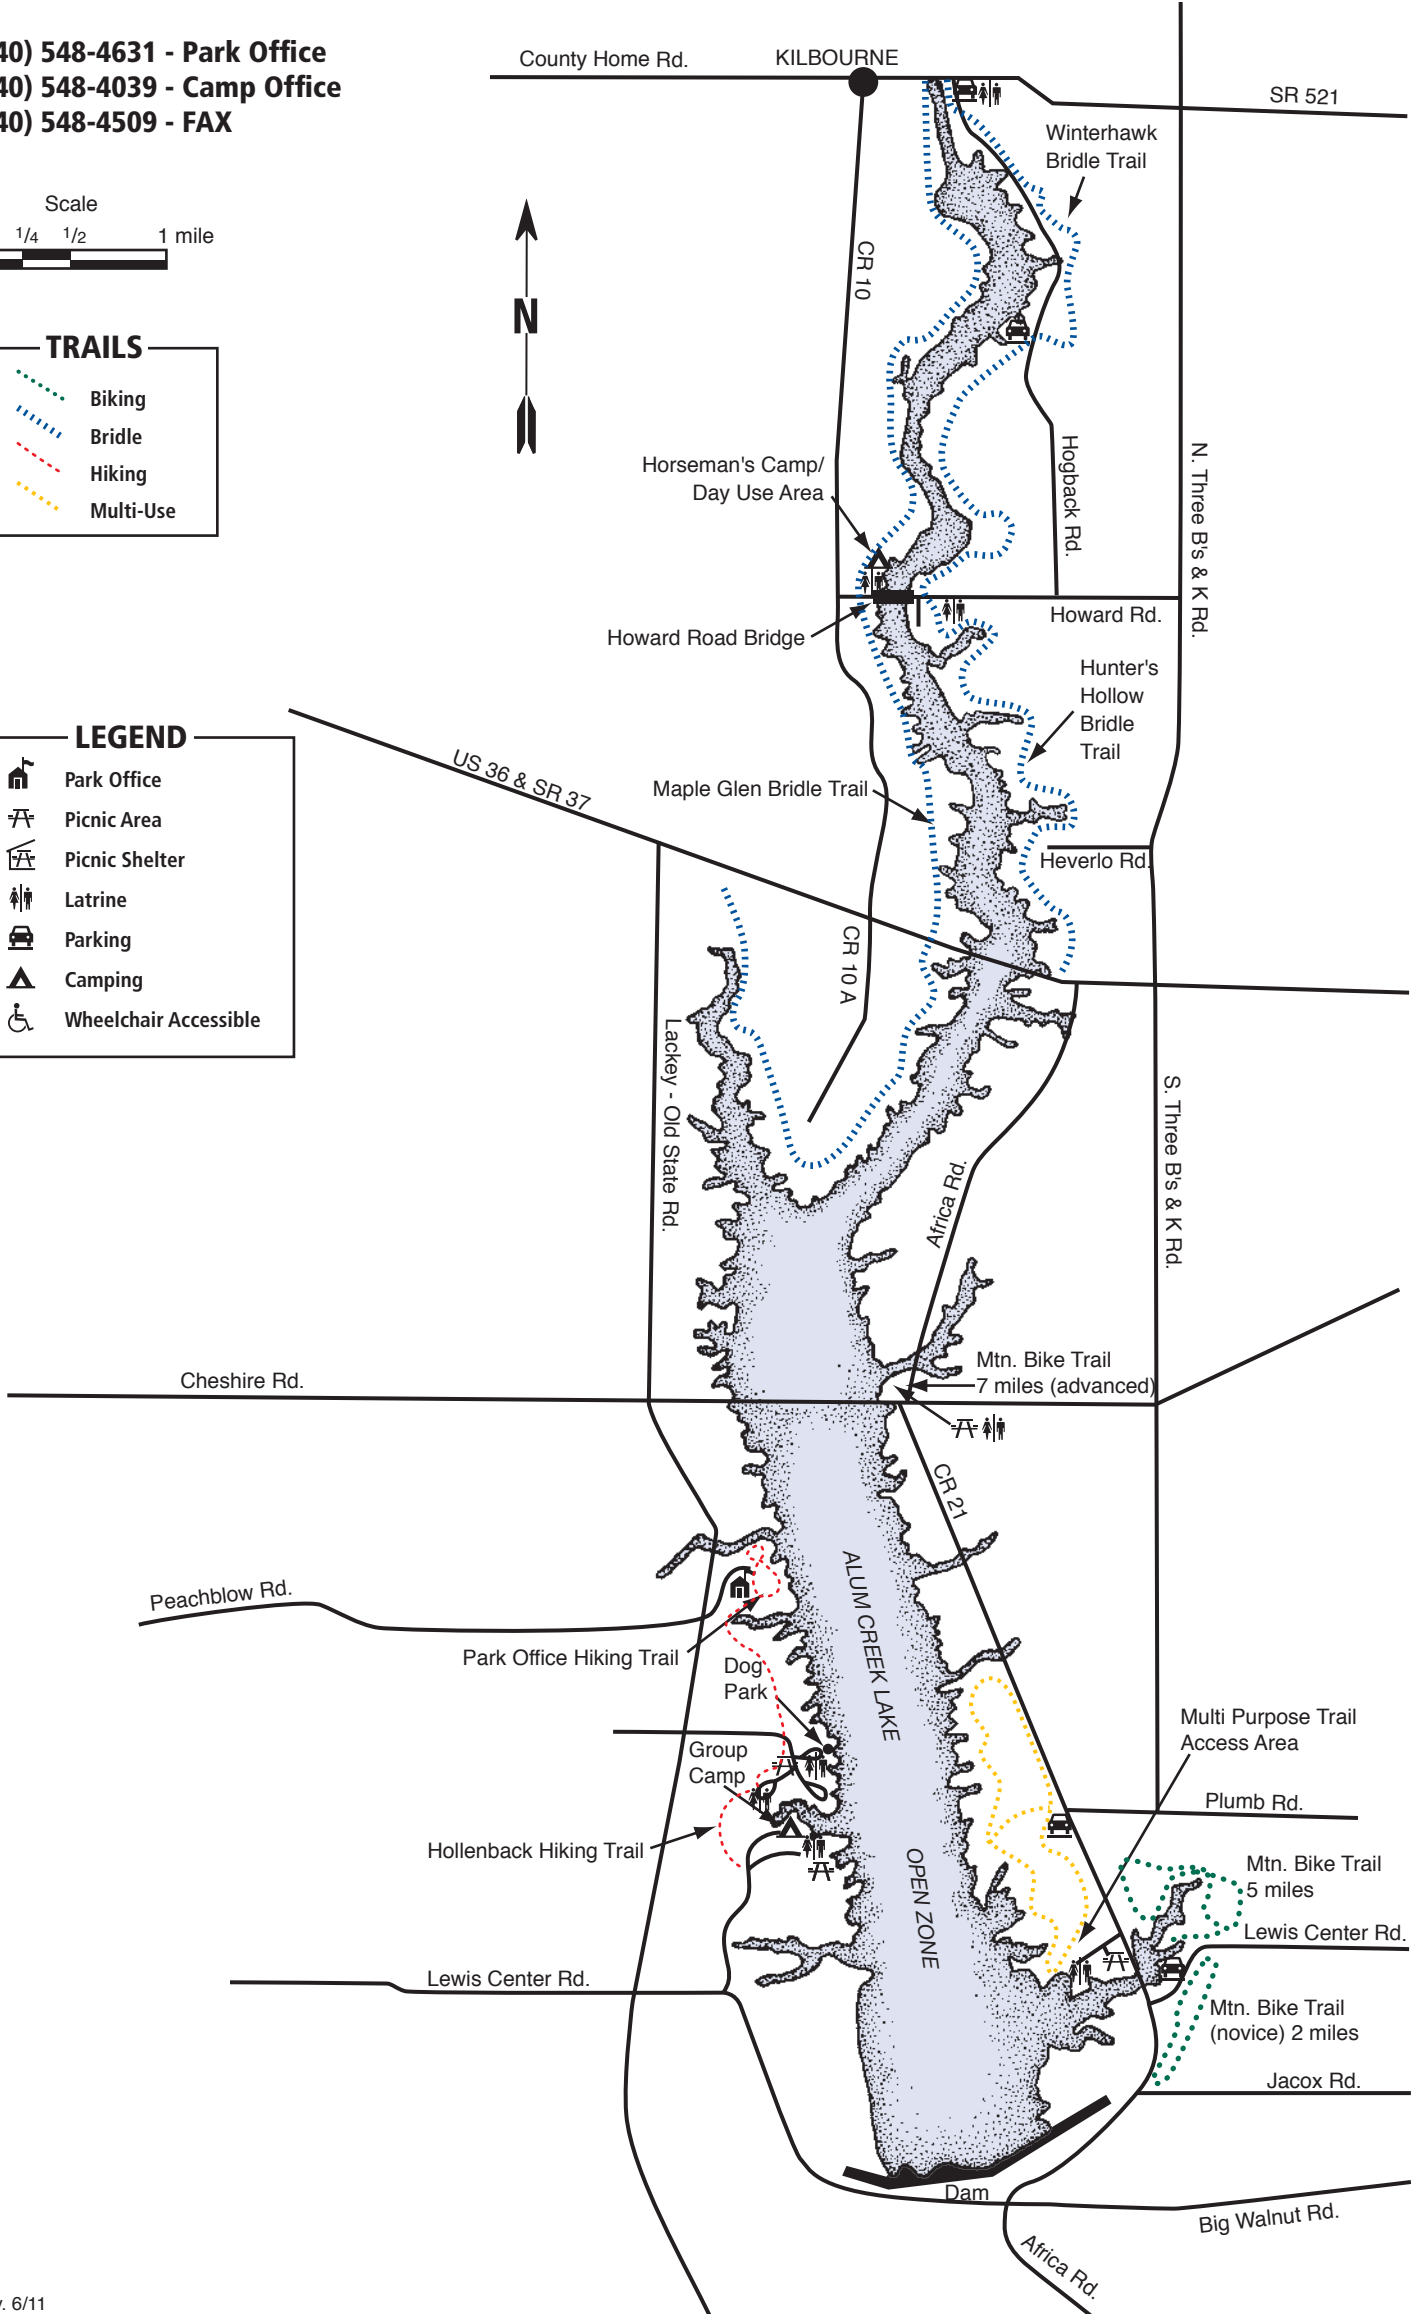 40) 548-4631 - Park Office
40) 548-4039 - Camp Office
40) 548-4509 - FAX
County Home Rd.
KILBOURNE
SR 521
Winterhawk
Bridle Trail
Scale
1/4 1/2 1 mile
N
CR 10
TRAILS
Biking
Bridle
Hiking
Multi-Use
Horseman's Camp/
Day Use Area
Hogback Rd.
N. Three B's & K Rd.
Howard Rd.
Howard Road Bridge
Hunter's
Hollow
Bridle
Trail
LEGEND
Park Office
Picnic Area
Picnic Shelter
Latrine
Parking
Camping
Wheelchair Accessible
US 36 & SR 37
Maple Glen Bridle Trail
Heverlo Rd.
CR 10 A
Lackey - Old State Rd.
S. Three B's & K Rd.
Africa Rd.
Mtn. Bike Trail
7 miles (advanced)
Cheshire Rd.
CR 21
ALUM CREEK LAKE
Peachblow Rd.
Park Office Hiking Trail
Dog
Park
Multi Purpose Trail
Access Area
Group
Camp
Plumb Rd.
Hollenback Hiking Trail
OPEN ZONE
Mtn. Bike Trail
5 miles
Lewis Center Rd.
Lewis Center Rd.
Mtn. Bike Trail
(novice) 2 miles
Jacox Rd.
Dam
Big Walnut Rd.
Africa Rd.
. 6/11